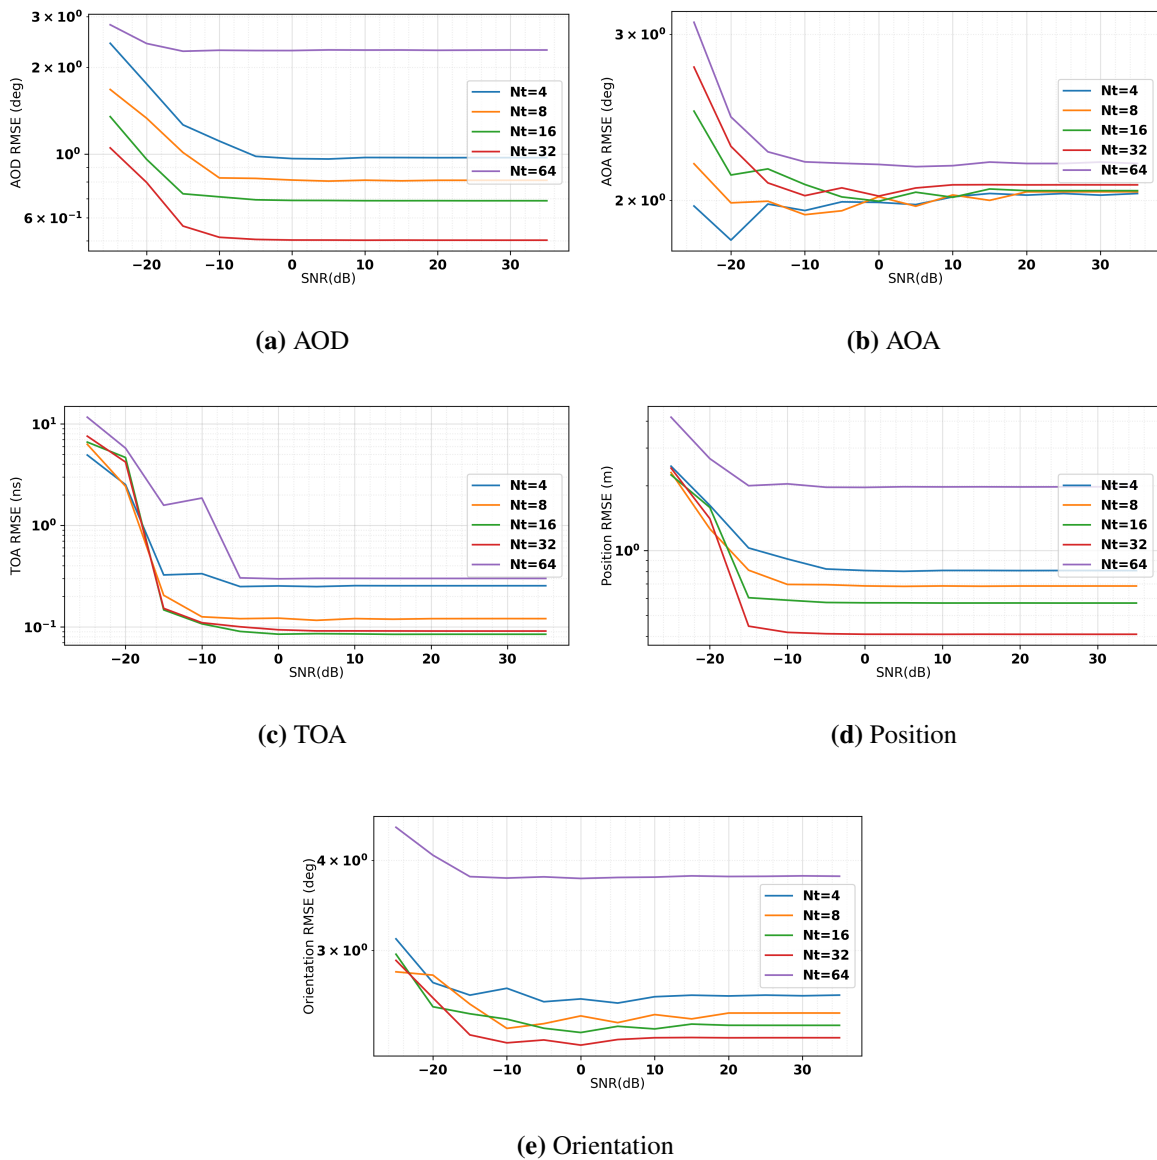 3 × 10⁰
2 × 10⁰
10⁰
6 × 10⁻¹
AOD RMSE (deg)
Nt=4
Nt=8
Nt=16
Nt=32
Nt=64
−20 −10 0 10 20 30
SNR(dB)
(a) AOD
3 × 10⁰
2 × 10⁰
AOA RMSE (deg)
Nt=4
Nt=8
Nt=16
Nt=32
Nt=64
−20 −10 0 10 20 30
SNR(dB)
(b) AOA
10¹
10⁰
10⁻¹
TOA RMSE (ns)
Nt=4
Nt=8
Nt=16
Nt=32
Nt=64
−20 −10 0 10 20 30
SNR(dB)
(c) TOA
10⁰
Position RMSE (m)
Nt=4
Nt=8
Nt=16
Nt=32
Nt=64
−20 −10 0 10 20 30
SNR(dB)
(d) Position
4 × 10⁰
3 × 10⁰
Orientation RMSE (deg)
Nt=4
Nt=8
Nt=16
Nt=32
Nt=64
−20 −10 0 10 20 30
SNR(dB)
(e) Orientation